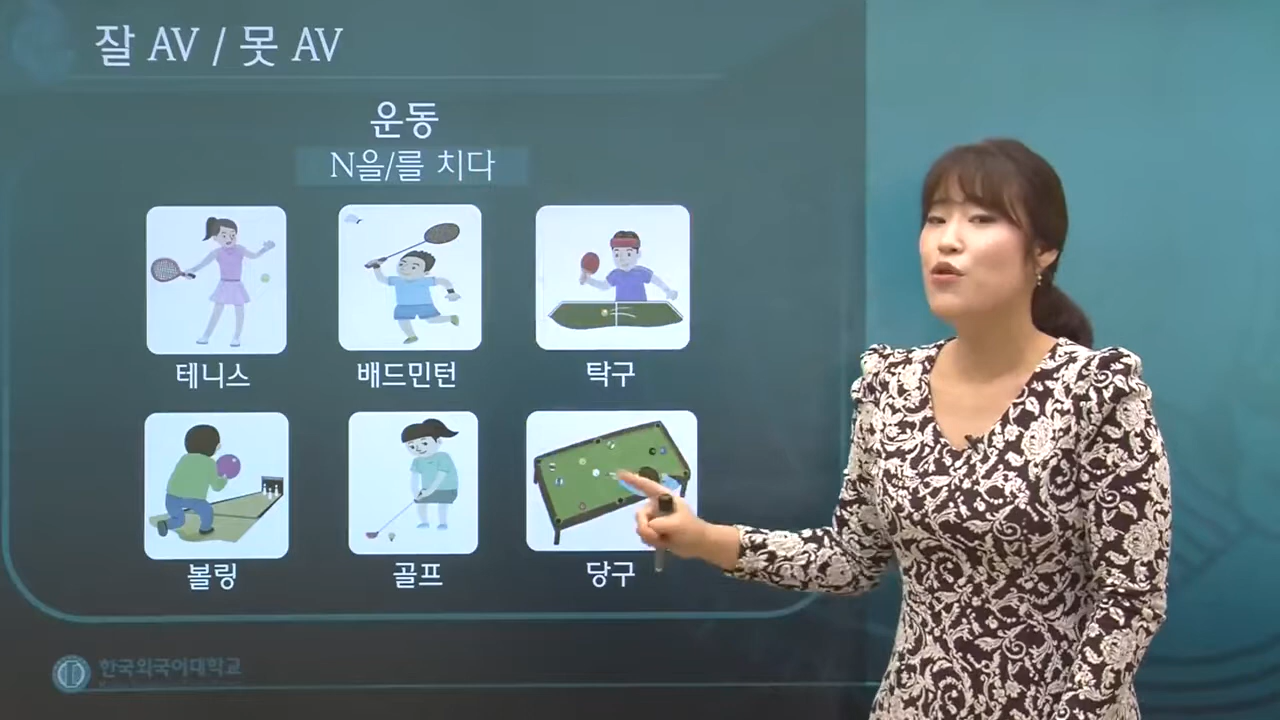 잘 AV / 못 AV
운동
N을/를 치다
테니스 배드민턴 탁구
볼링 골프 당구
한국외국어대학교